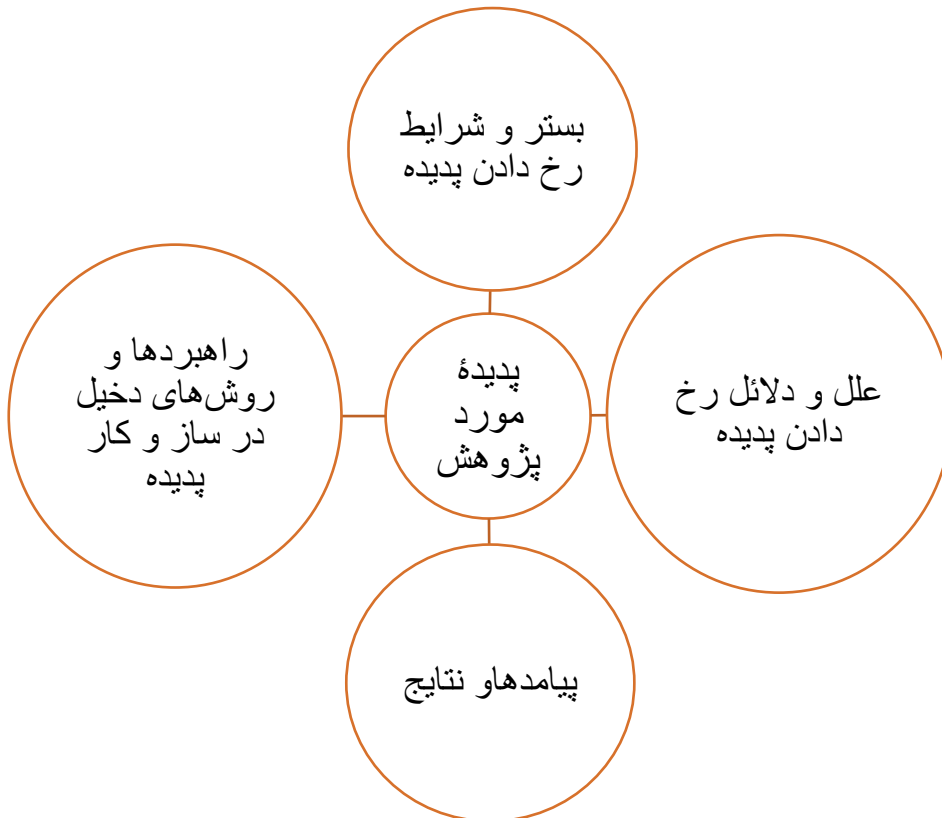 بستر و شرایط
رخ دادن پدیده
علل و دلائل رخ
دادن پدیده
پدیدۀ
مورد
پژوهش
راهبردها و
روش‌های دخیل
در ساز و کار
پدیده
پیامدهاو نتایج